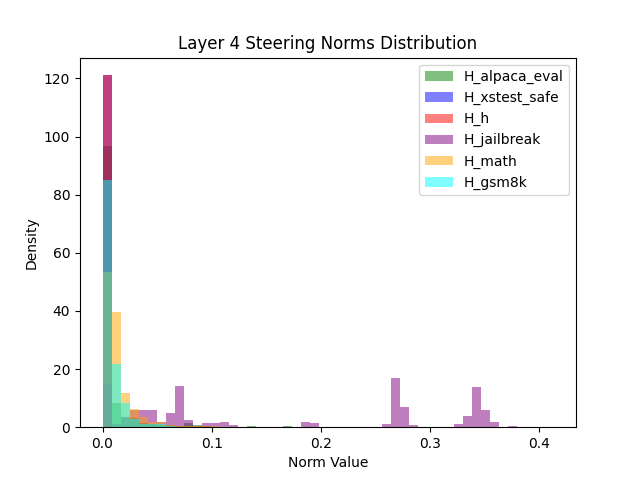 Layer 4 Steering Norms Distribution
H_alpaca_eval
H_xstest_safe
H_h
H_jailbreak
H_math
H_gsm8k
120
100
80
60
40
20
0
Density
0.0
0.1
0.2
0.3
0.4
Norm Value